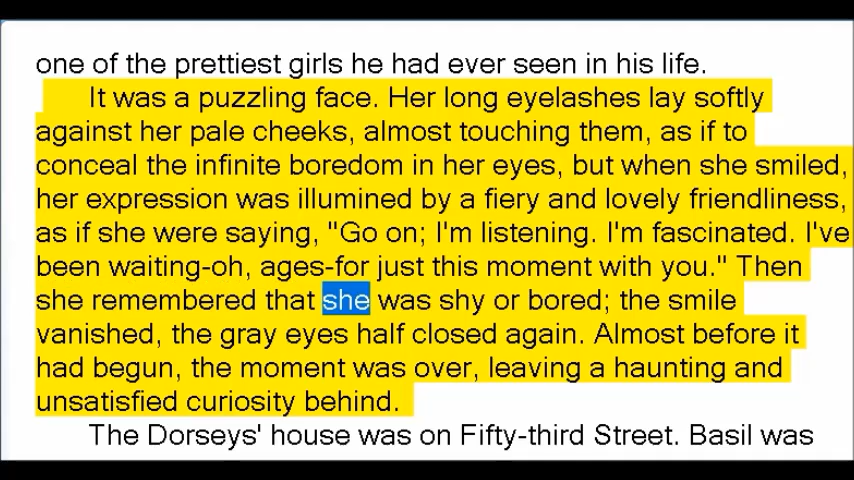 one of the prettiest girls he had ever seen in his life.
It was a puzzling face. Her long eyelashes lay softly
against her pale cheeks, almost touching them, as if to
conceal the infinite boredom in her eyes, but when she smiled,
her expression was illumined by a fiery and lovely friendliness,
as if she were saying, "Go on; I'm listening. I'm fascinated. I've
been waiting-oh, ages-for just this moment with you." Then
she remembered that she was shy or bored; the smile
vanished, the gray eyes half closed again. Almost before it
had begun, the moment was over, leaving a haunting and
unsatisfied curiosity behind.
The Dorseys' house was on Fifty-third Street. Basil was